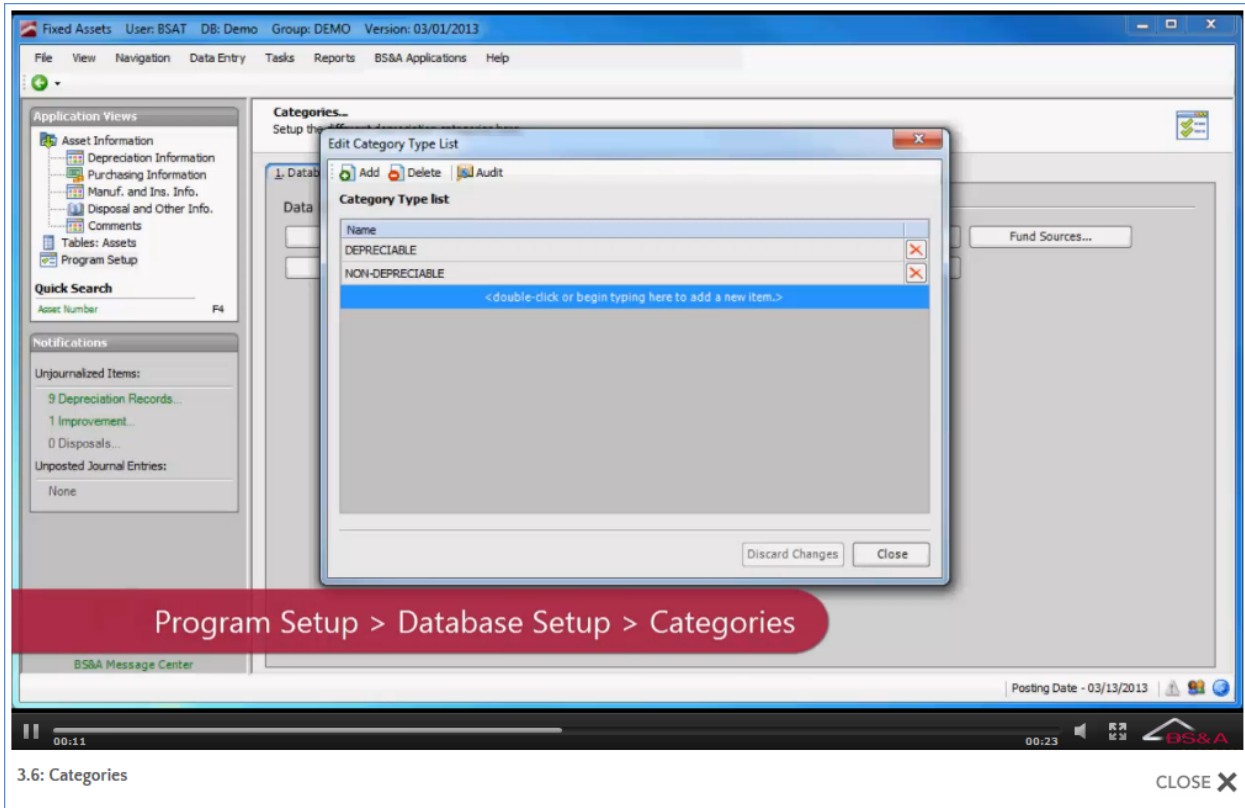 Fixed Assets User: BSAT DB: Demo Group: DEMO Version: 03/01/2013
File View Navigation Data Entry Tasks Reports BS&A Applications Help
Application Views
Asset Information
Depreciation Information
Purchasing Information
Manuf. and Ins. Info.
Disposal and Other Info.
Comments
Tables: Assets
Program Setup
Quick Search
Asset Number F4
Notifications
Unjournalized Items:
9 Depreciation Records...
1 Improvement...
0 Disposals...
Unposted Journal Entries:
None
BS&A Message Center
Categories...
Setup the
1. Datab
Data
Fund Sources...
Edit Category Type List
Add Delete Audit
Category Type list
Name
DEPRECIABLE
NON-DEPRECIABLE
<double-click or begin typing here to add a new item.>
Discard Changes Close
Program Setup > Database Setup > Categories
Posting Date - 03/13/2013
00:11
00:23
BS&A
3.6: Categories
CLOSE